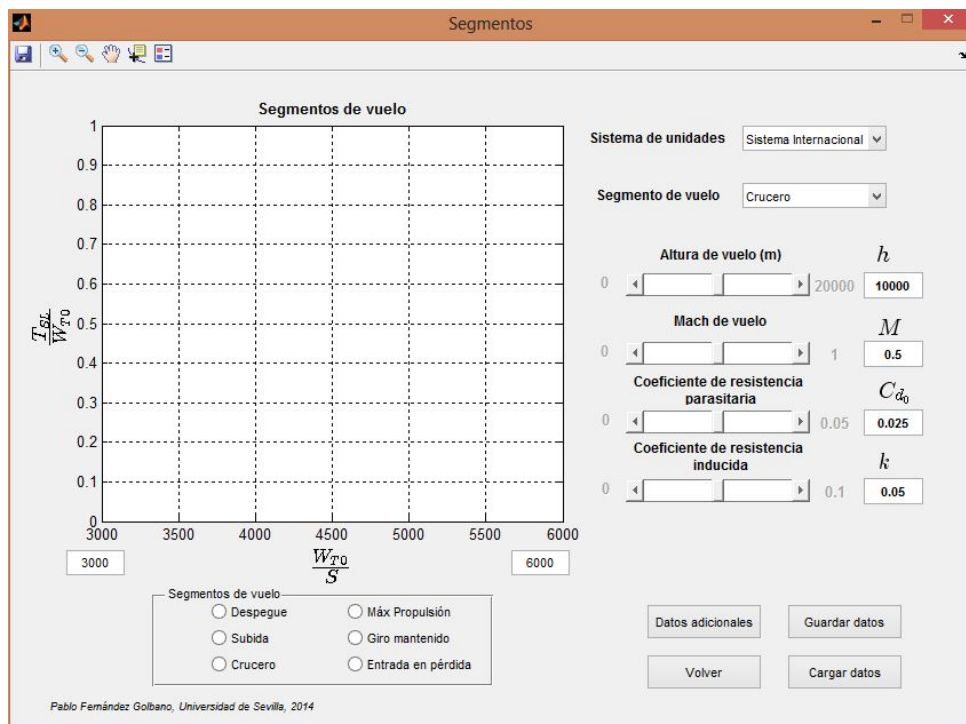 Segmentos
Segmentos de vuelo
1
0.9
0.8
0.7
0.6
0.5
0.4
0.3
0.2
0.1
0
T_SL
W_T0
3000 3500 4000 4500 5000 5500 6000
3000
W_T0
S
6000
Sistema de unidades Sistema Internacional
Segmento de vuelo Crucero
Altura de vuelo (m) h
0 20000 10000
Mach de vuelo M
0 1 0.5
Coeficiente de resistencia
parasitaria C_d0
0 0.05 0.025
Coeficiente de resistencia
inducida k
0 0.1 0.05
Segmentos de vuelo
Despegue Máx Propulsión
Subida Giro mantenido
Crucero Entrada en pérdida
Datos adicionales Guardar datos
Volver Cargar datos
Pablo Fernández Golbano, Universidad de Sevilla, 2014